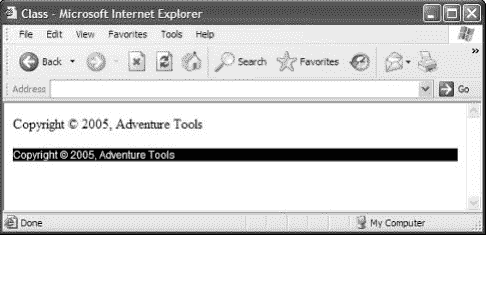 Class - Microsoft Internet Explorer
File Edit View Favorites Tools Help
Back Search Favorites »
Address Go
Copyright © 2005, Adventure Tools
Copyright © 2005, Adventure Tools
Done My Computer